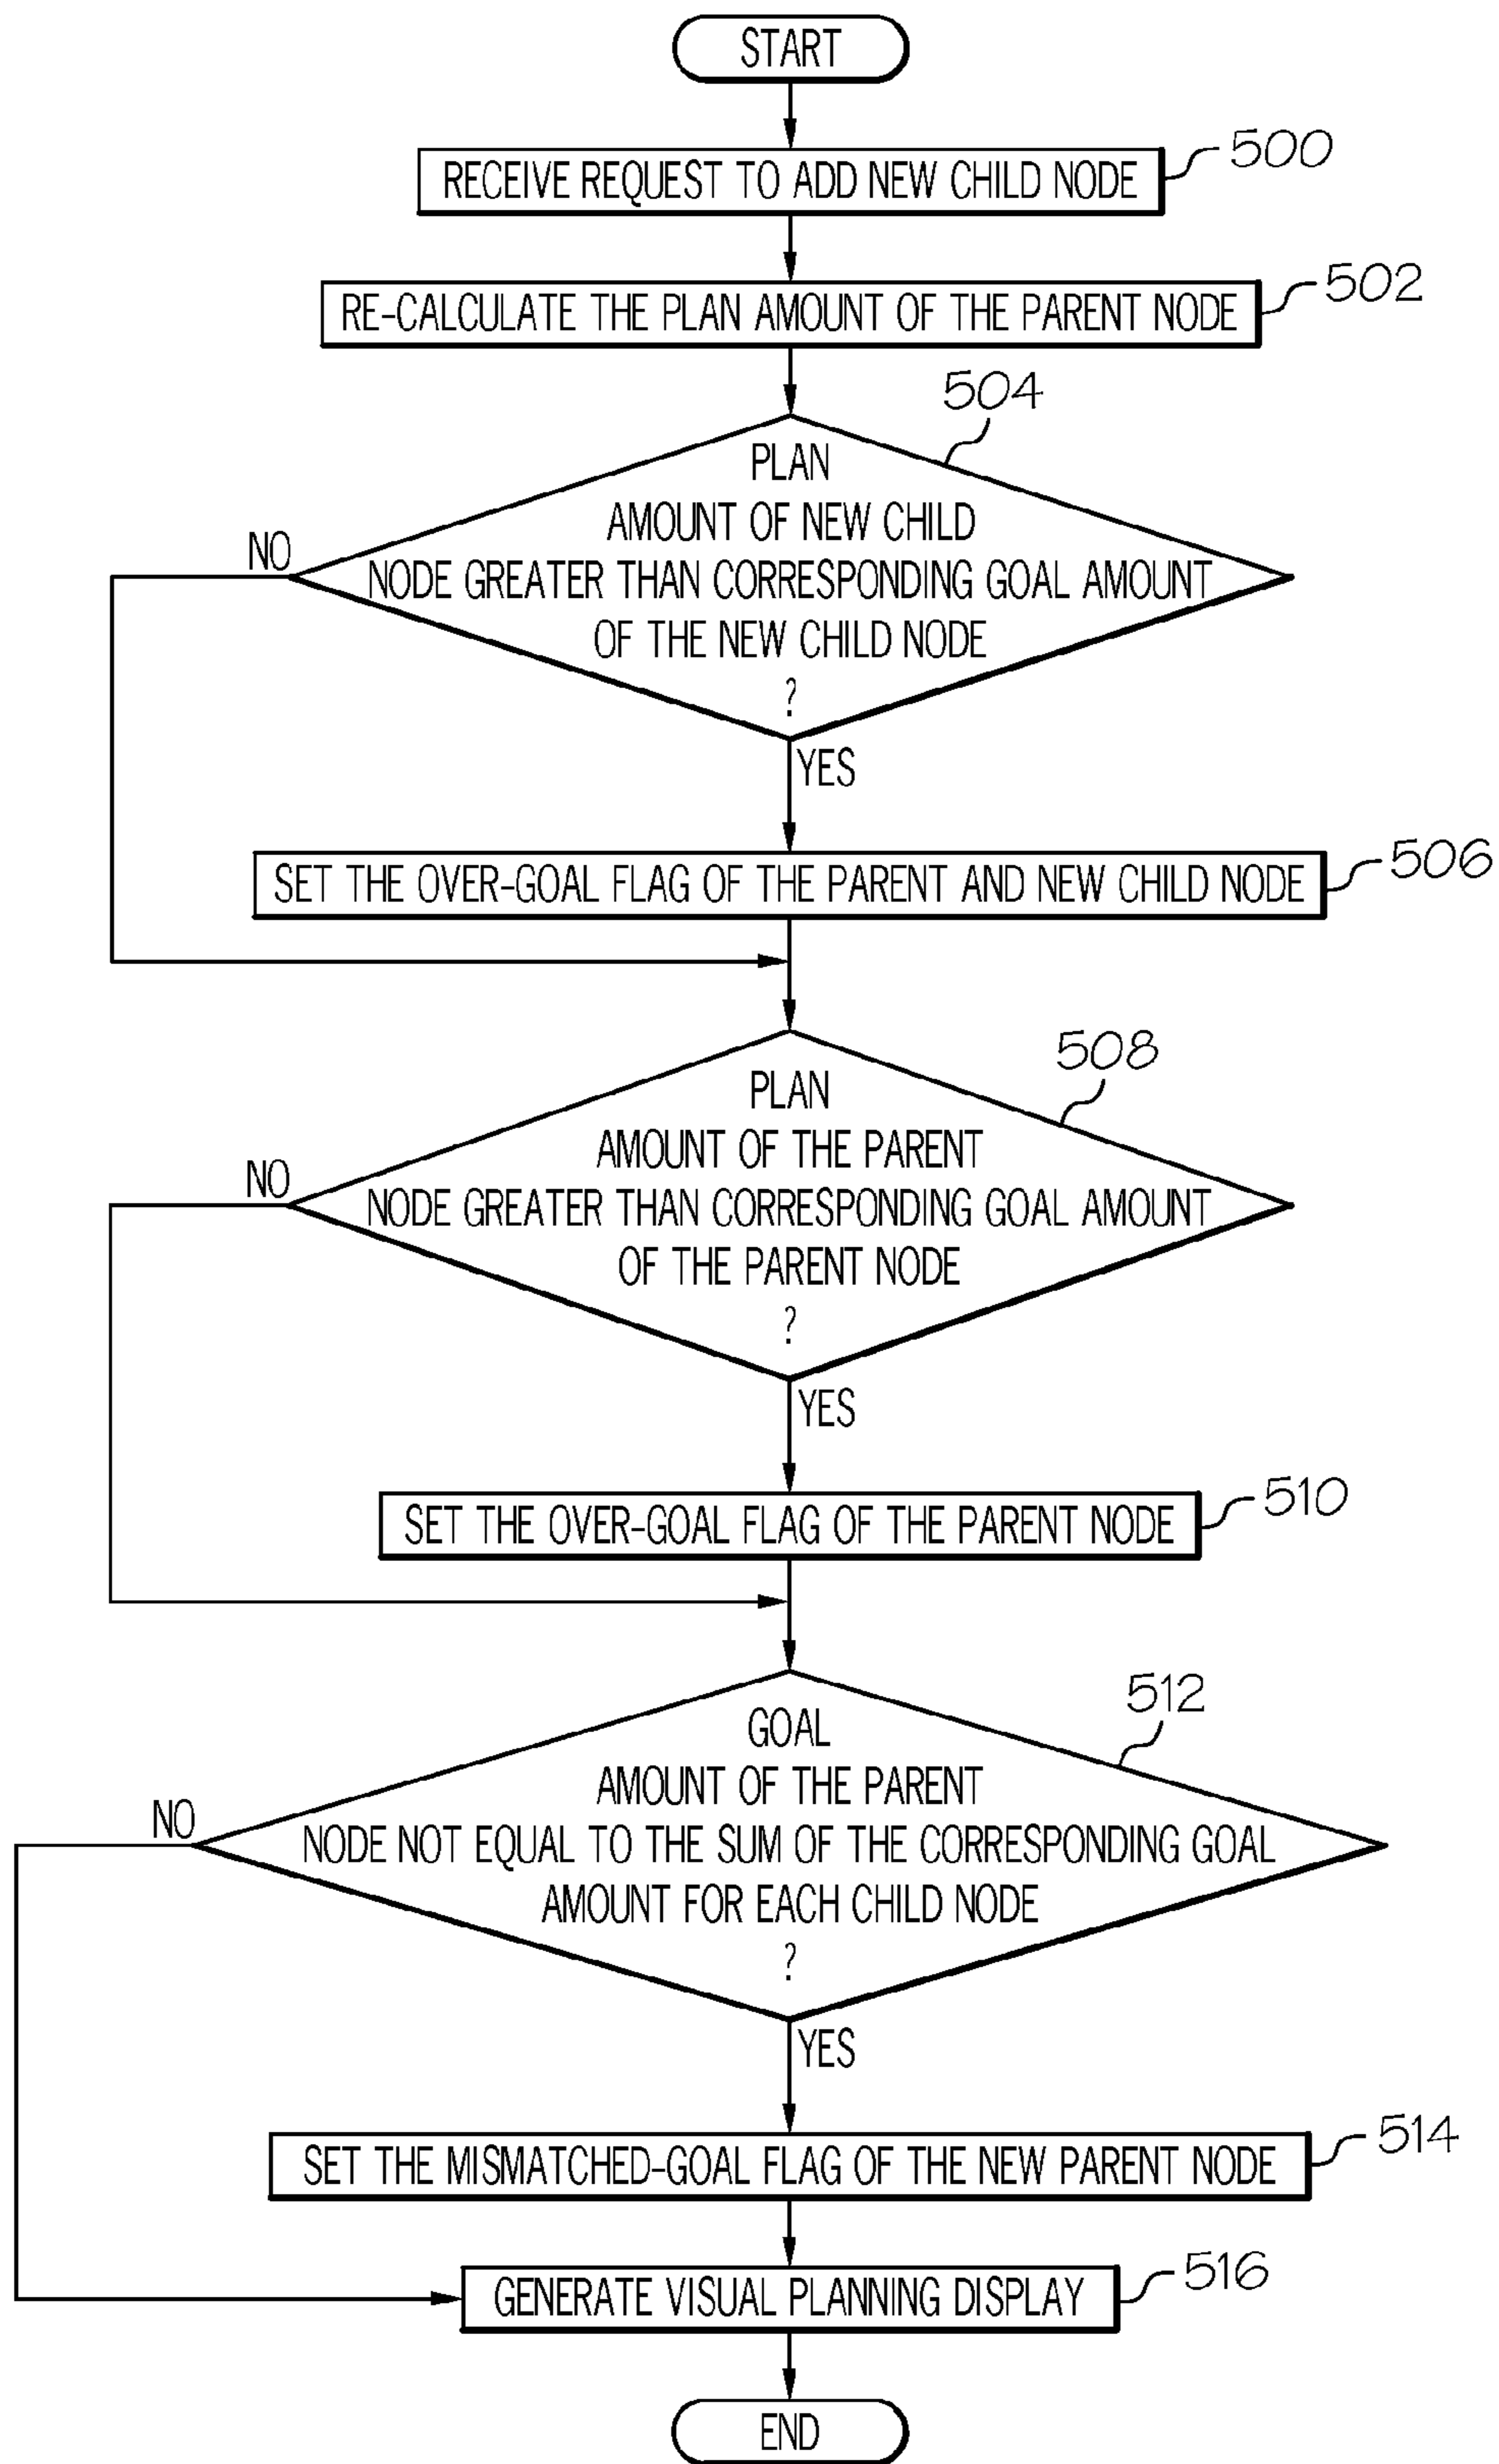 START
RECEIVE REQUEST TO ADD NEW CHILD NODE
500
RE-CALCULATE THE PLAN AMOUNT OF THE PARENT NODE
502
504
PLAN
AMOUNT OF NEW CHILD
NODE GREATER THAN CORRESPONDING GOAL AMOUNT
OF THE NEW CHILD NODE
?
NO
YES
SET THE OVER-GOAL FLAG OF THE PARENT AND NEW CHILD NODE
506
508
PLAN
AMOUNT OF THE PARENT
NODE GREATER THAN CORRESPONDING GOAL AMOUNT
OF THE PARENT NODE
?
NO
YES
SET THE OVER-GOAL FLAG OF THE PARENT NODE
510
512
GOAL
AMOUNT OF THE PARENT
NODE NOT EQUAL TO THE SUM OF THE CORRESPONDING GOAL
AMOUNT FOR EACH CHILD NODE
?
NO
YES
SET THE MISMATCHED-GOAL FLAG OF THE NEW PARENT NODE
514
GENERATE VISUAL PLANNING DISPLAY
516
END